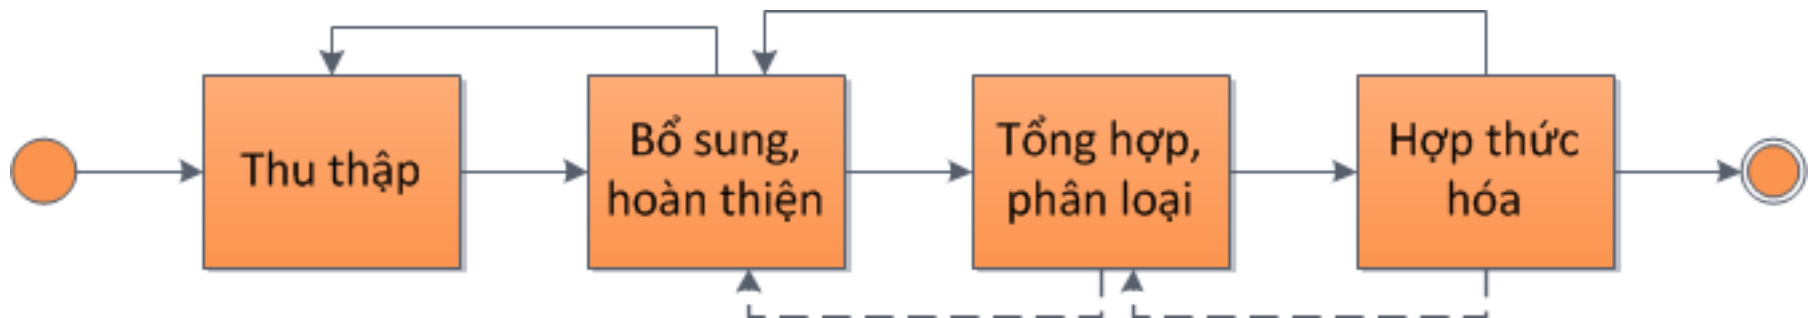 Thu thập
Bổ sung,
hoàn thiện
Tổng hợp,
phân loại
Hợp thức
hóa